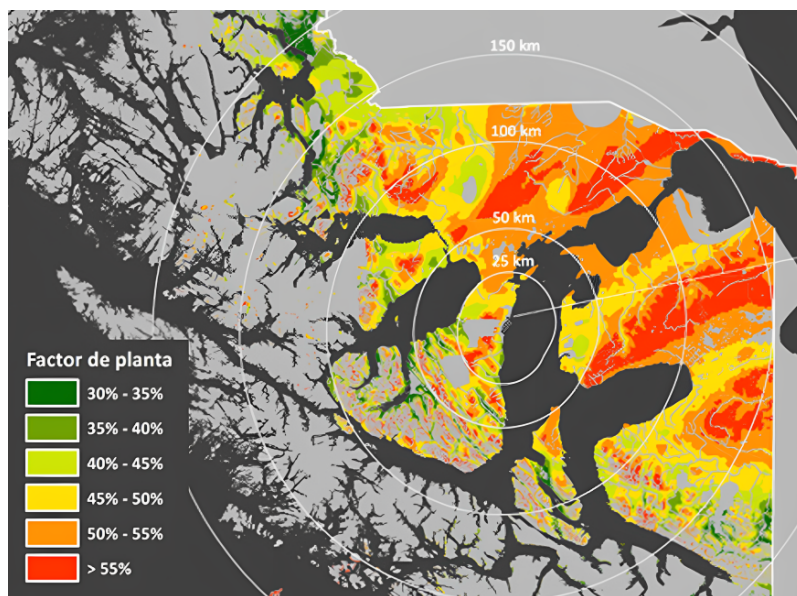 150 km
100 km
50 km
25 km
Factor de planta
30% - 35%
35% - 40%
40% - 45%
45% - 50%
50% - 55%
> 55%